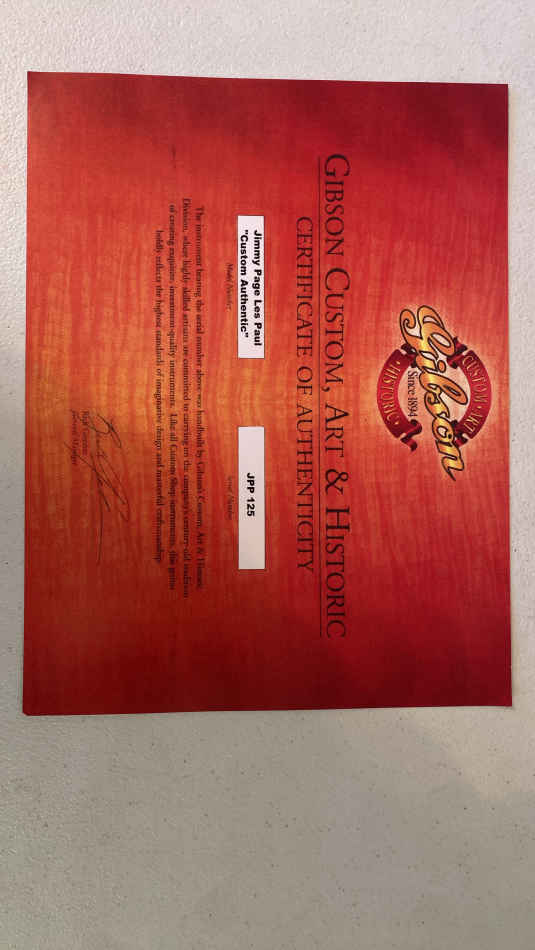 CUSTOM · ART
Gibson
Since 1894
HISTORIC
GIBSON CUSTOM, ART & HISTORIC
CERTIFICATE OF AUTHENTICITY
Jimmy Page Les Paul
"Custom Authentic"
JPP 125
Model Number
Serial Number
The instrument bearing the serial number above was handbuilt by Gibson's Custom, Art & Historic
Division, where highly skilled artisans are committed to carrying on the company's century-old tradition
of creating exquisite, investment-quality instruments. Like all Custom Shop instruments, this guitar
boldly reflects the highest standards of imaginative design and masterful craftsmanship.
Rick
General Manager